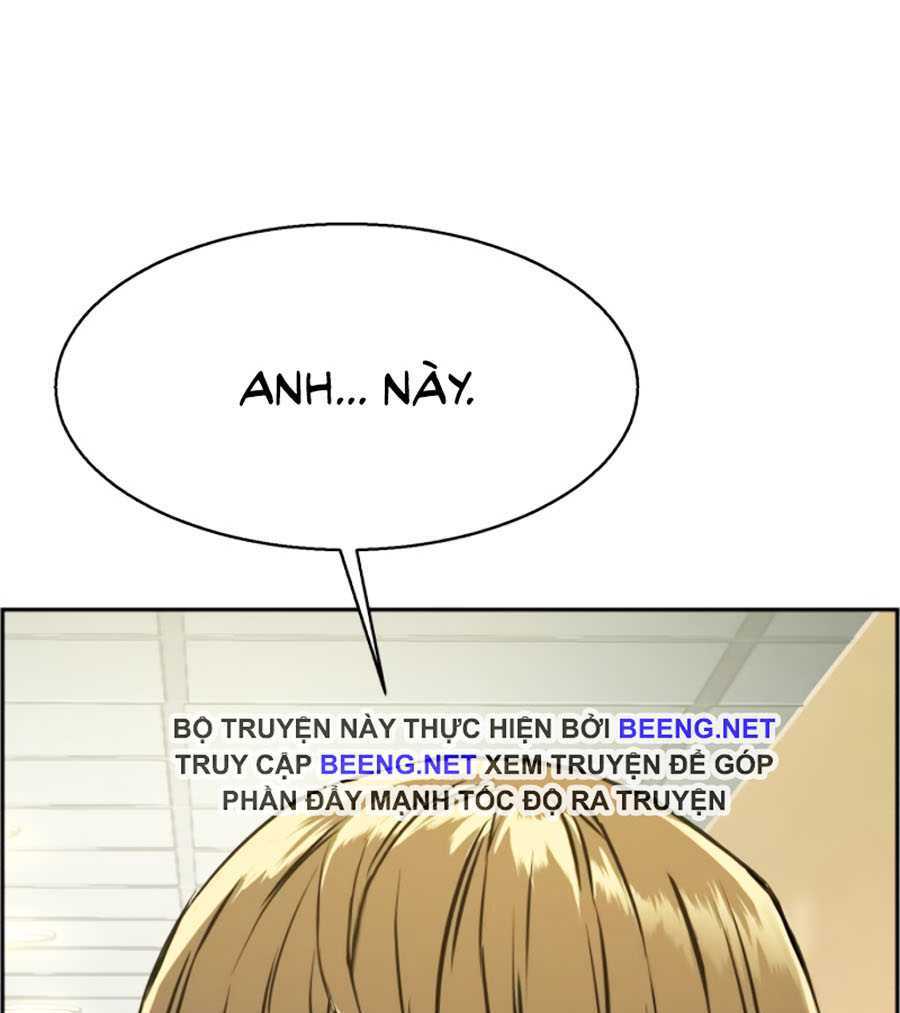 ANH... NÀY.
BỘ TRUYỆN NÀY THỰC HIỆN BỞI BEENG.NET
TRUY CẬP BEENG.NET XEM TRUYỆN ĐỂ GÓP
PHẦN ĐẨY MẠNH TỐC ĐỘ RA TRUYỆN